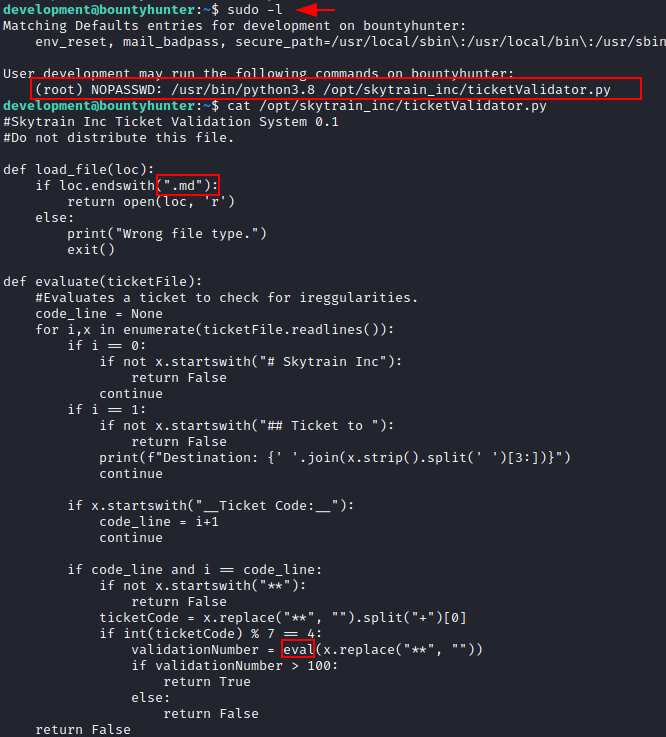 development@bountyhunter:~$ sudo -l
Matching Defaults entries for development on bountyhunter:
    env_reset, mail_badpass, secure_path=/usr/local/sbin\:/usr/local/bin\:/usr/sbin

User development may run the following commands on bountyhunter:
    (root) NOPASSWD: /usr/bin/python3.8 /opt/skytrain_inc/ticketValidator.py
development@bountyhunter:~$ cat /opt/skytrain_inc/ticketValidator.py
#Skytrain Inc Ticket Validation System 0.1
#Do not distribute this file.

def load_file(loc):
    if loc.endswith(".md"):
        return open(loc, 'r')
    else:
        print("Wrong file type.")
        exit()

def evaluate(ticketFile):
    #Evaluates a ticket to check for ireggularities.
    code_line = None
    for i,x in enumerate(ticketFile.readlines()):
        if i == 0:
            if not x.startswith("# Skytrain Inc"):
                return False
            continue
        if i == 1:
            if not x.startswith("## Ticket to "):
                return False
            print(f"Destination: {' '.join(x.strip().split(' ')[3:])}")
            continue

        if x.startswith("__Ticket Code:__"):
            code_line = i+1
            continue

        if code_line and i == code_line:
            if not x.startswith("**"):
                return False
            ticketCode = x.replace("**", "").split("+")[0]
            if int(ticketCode) % 7 == 4:
                validationNumber = eval(x.replace("**", ""))
                if validationNumber > 100:
                    return True
                else:
                    return False
    return False